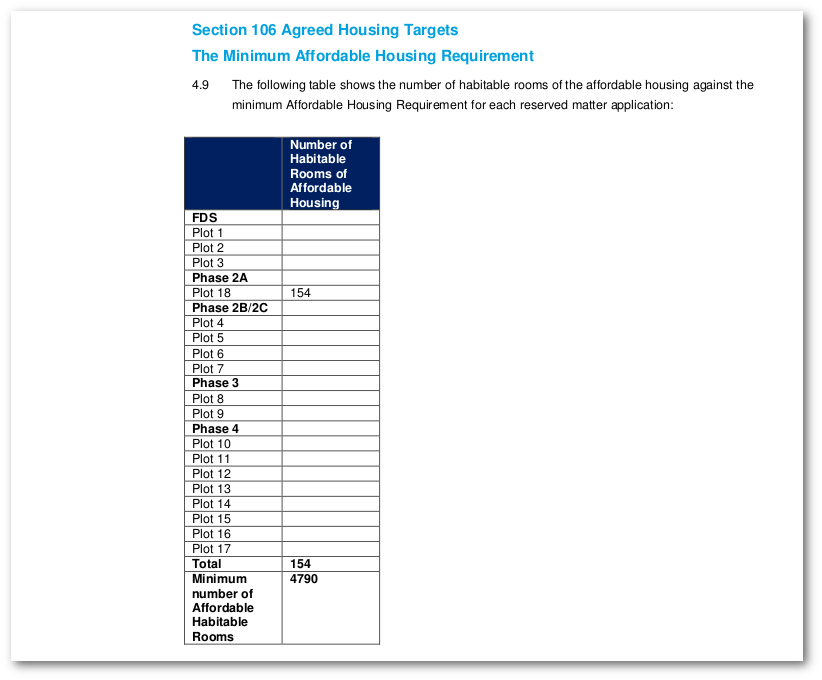 Section 106 Agreed Housing Targets
The Minimum Affordable Housing Requirement
4.9 The following table shows the number of habitable rooms of the affordable housing against the
minimum Affordable Housing Requirement for each reserved matter application:
Number of
Habitable
Rooms of
Affordable
Housing
FDS
Plot 1
Plot 2
Plot 3
Phase 2A
Plot 18 154
Phase 2B/2C
Plot 4
Plot 5
Plot 6
Plot 7
Phase 3
Plot 8
Plot 9
Phase 4
Plot 10
Plot 11
Plot 12
Plot 13
Plot 14
Plot 15
Plot 16
Plot 17
Total 154
Minimum 4790
number of
Affordable
Habitable
Rooms